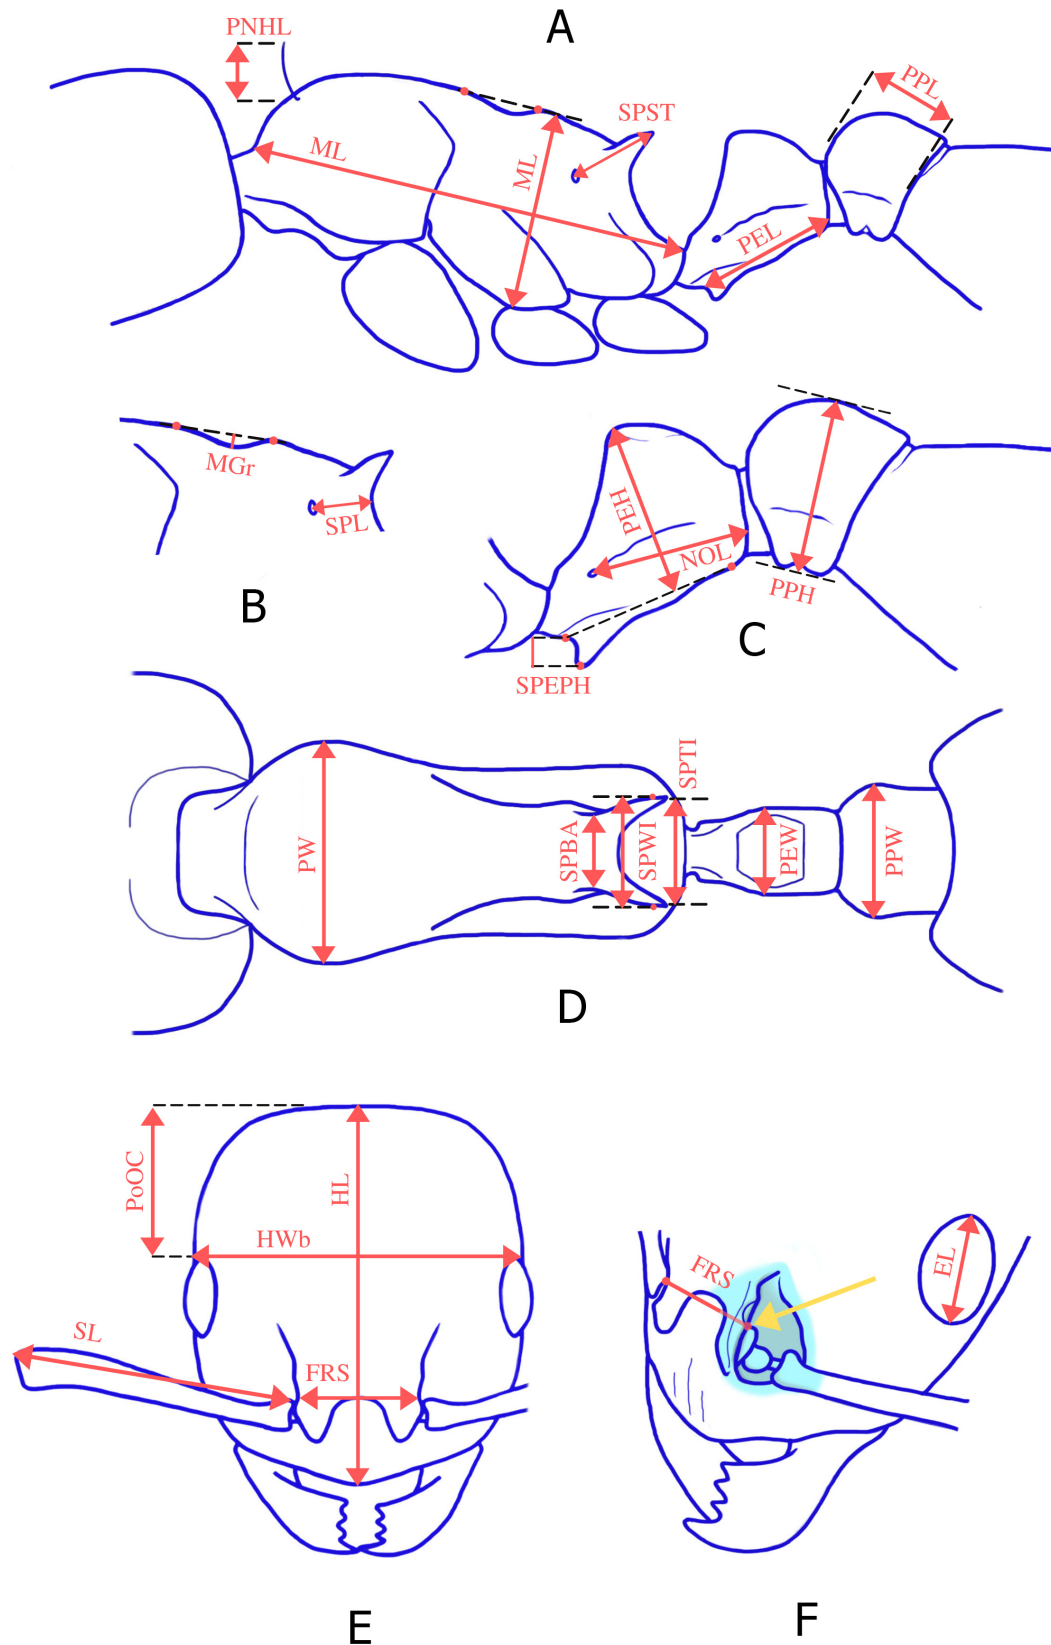 A
PNHL
PPL
SPST
ML
ML
PEL
MGr
SPL
B
PEH
NOL
PPH
C
SPEPH
SPTI
PW
SPBA
SPWI
PEW
PPW
D
PoOC
HL
HWb
SL
FRS
E
FRS
EL
F